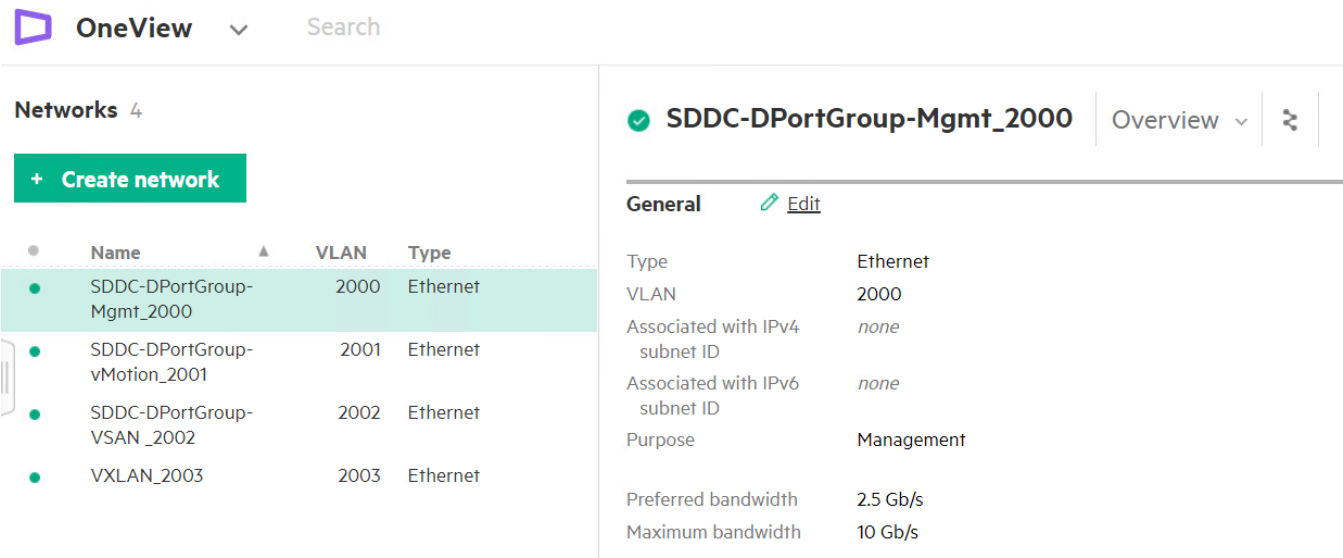 OneView
Search
Networks 4
+ Create network
Name VLAN Type
SDDC-DPortGroup- 2000 Ethernet
Mgmt_2000
SDDC-DPortGroup- 2001 Ethernet
vMotion_2001
SDDC-DPortGroup- 2002 Ethernet
VSAN _2002
VXLAN_2003 2003 Ethernet
SDDC-DPortGroup-Mgmt_2000 Overview
General Edit
Type Ethernet
VLAN 2000
Associated with IPv4 none
subnet ID
Associated with IPv6 none
subnet ID
Purpose Management
Preferred bandwidth 2.5 Gb/s
Maximum bandwidth 10 Gb/s